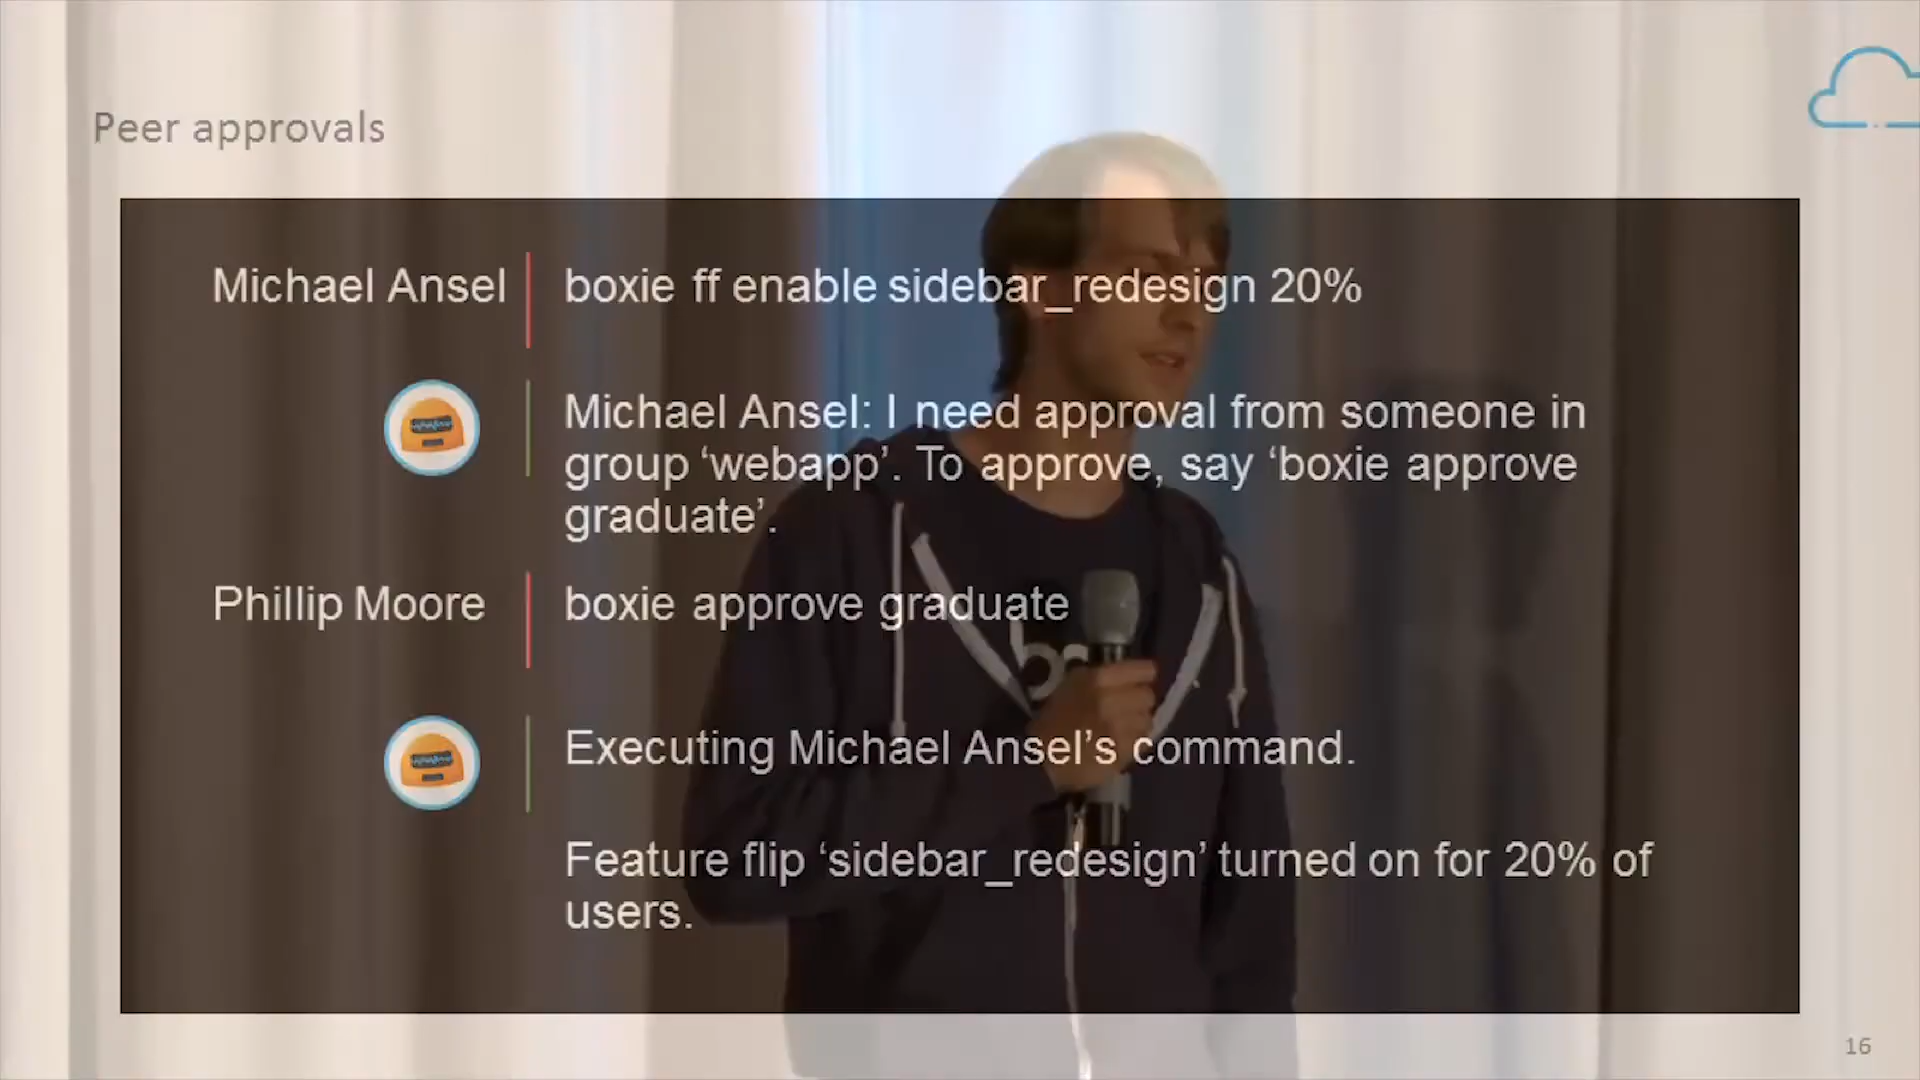 Peer approvals
Michael Ansel
boxie ff enable sidebar_redesign 20%
Michael Ansel: I need approval from someone in
group ‘webapp’. To approve, say ‘boxie approve
graduate’.
Phillip Moore
boxie approve graduate
Executing Michael Ansel’s command.
Feature flip ‘sidebar_redesign’ turned on for 20% of
users.
16